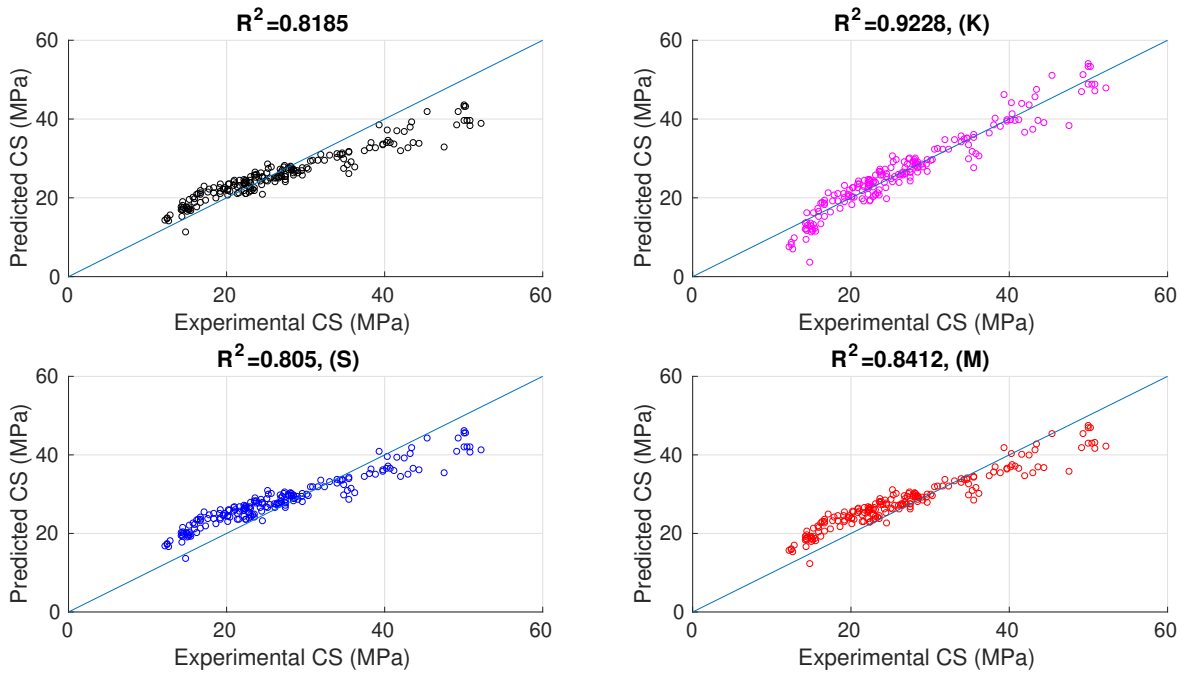 R²=0.8185
60
40
20
0
Predicted CS (MPa)
0 20 40 60
Experimental CS (MPa)
R²=0.9228, (K)
60
40
20
0
Predicted CS (MPa)
0 20 40 60
Experimental CS (MPa)
R²=0.805, (S)
60
40
20
0
Predicted CS (MPa)
0 20 40 60
Experimental CS (MPa)
R²=0.8412, (M)
60
40
20
0
Predicted CS (MPa)
0 20 40 60
Experimental CS (MPa)